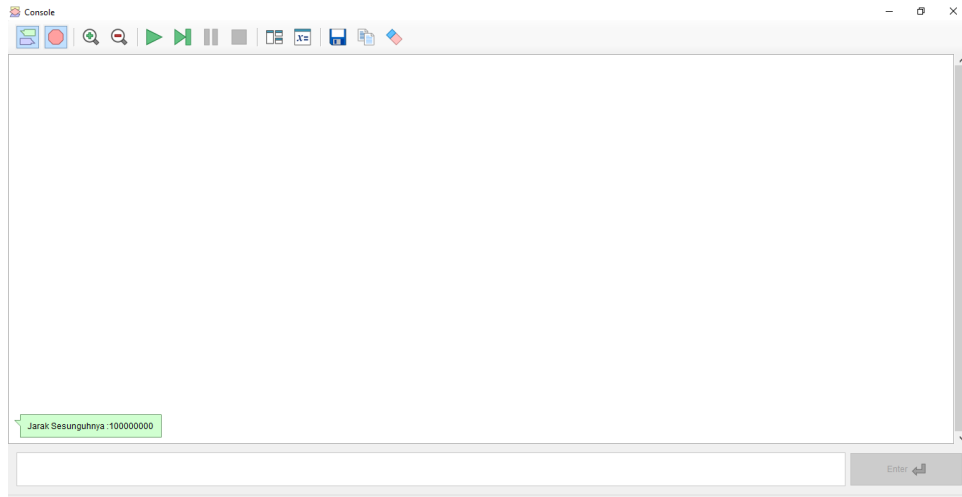 Console
x=
Jarak Sesunguhnya :100000000
Enter